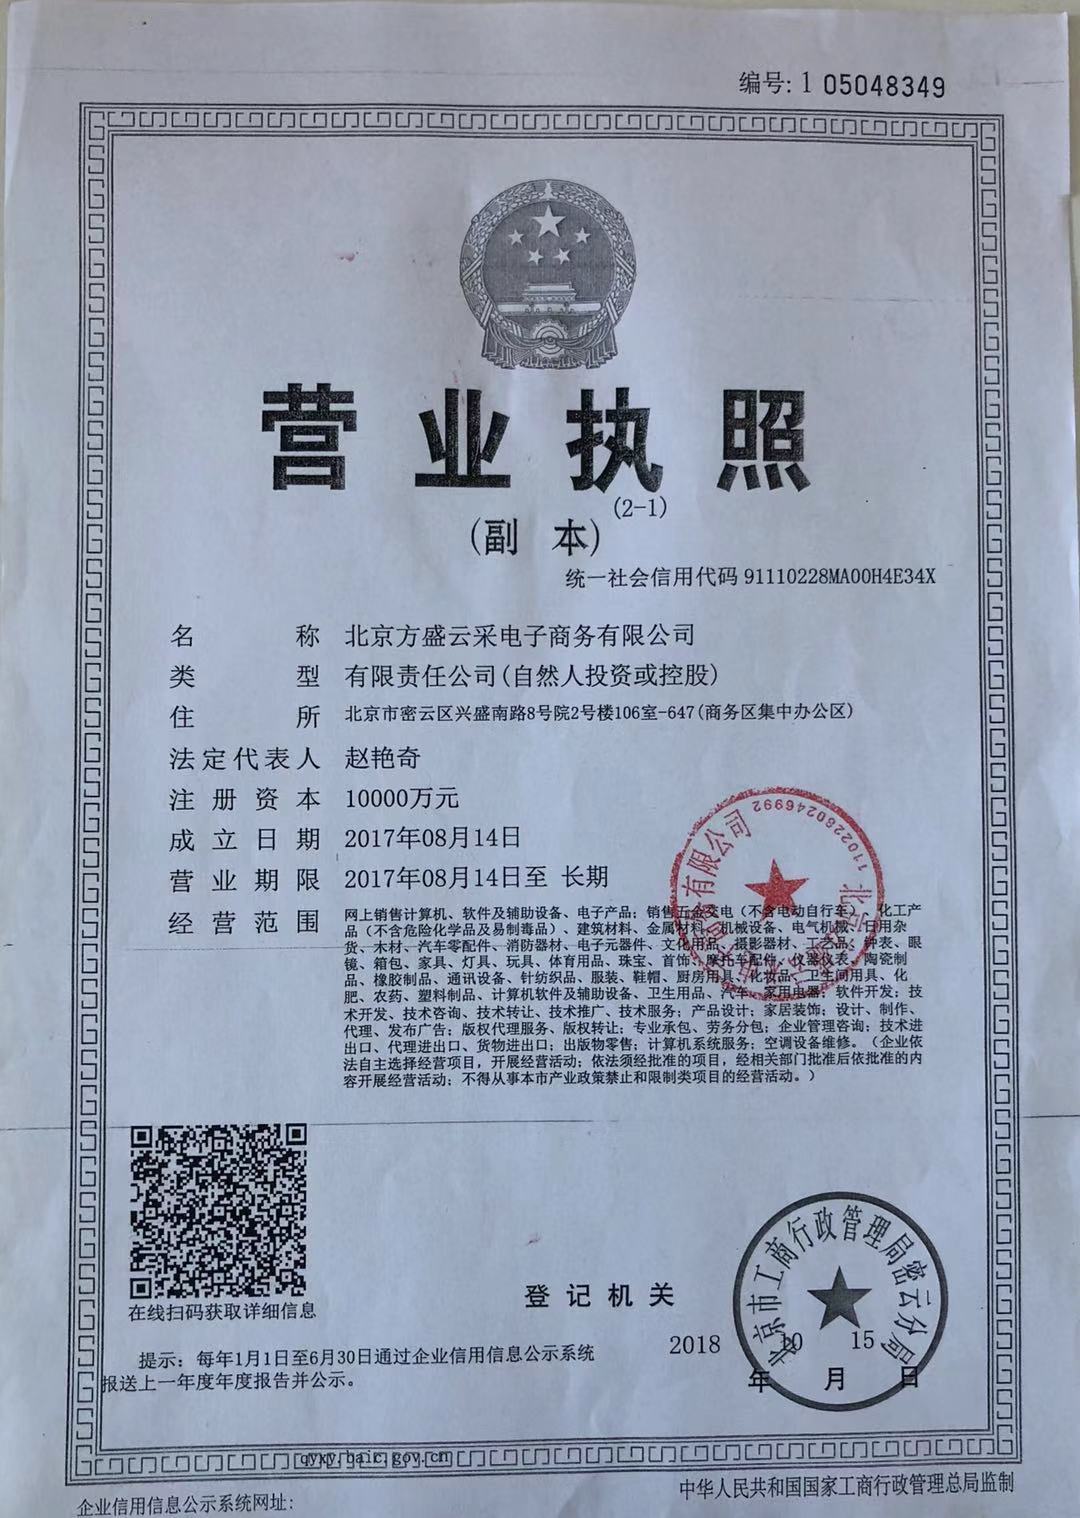 编号: 1 05048349
营业执照
(副 本) (2-1)
统一社会信用代码 91110228MA00H4E34X
名 称 北京方盛云采电子商务有限公司
类 型 有限责任公司(自然人投资或控股)
住 所 北京市密云区兴盛南路8号院2号楼106室-647(商务区集中办公区)
法定代表人 赵艳奇
注册资本 10000万元
成立日期 2017年08月14日
营业期限 2017年08月14日至 长期
经营范围 网上销售计算机、软件及辅助设备、电子产品；销售五金交电（不含电动自行车）、化工产
品（不含危险化学品及易制毒品）、建筑材料、金属材料、机械设备、电气机械、日用杂
货、木材、汽车零配件、消防器材、电子元器件、文化用品、摄影器材、工艺品、钟表、眼
镜、箱包、家具、灯具、玩具、体育用品、珠宝、首饰、摩托车配件、仪器仪表、陶瓷制
品、橡胶制品、通讯设备、针纺织品、服装、鞋帽、厨房用具、化妆品、卫生间用具、化
肥、农药、塑料制品、计算机软件及辅助设备、卫生用品、汽车、家用电器；软件开发；技
术开发、技术咨询、技术转让、技术推广、技术服务；产品设计；家居装饰；设计、制作、
代理、发布广告；版权代理服务、版权转让；专业承包、劳务分包；企业管理咨询；技术进
出口、代理进出口、货物进出口；出版物零售；计算机系统服务；空调设备维修。（企业依
法自主选择经营项目，开展经营活动；依法须经批准的项目，经相关部门批准后依批准的内
容开展经营活动；不得从事本市产业政策禁止和限制类项目的经营活动。）
1102280246992
在线扫码获取详细信息
登记机关
北京市工商行政管理局密云分局
2018 年 10 月 15 日
提示：每年1月1日至6月30日通过企业信用信息公示系统
报送上一年度年度报告并公示。
qyxy.baic.gov.cn
企业信用信息公示系统网址:
中华人民共和国国家工商行政管理总局监制